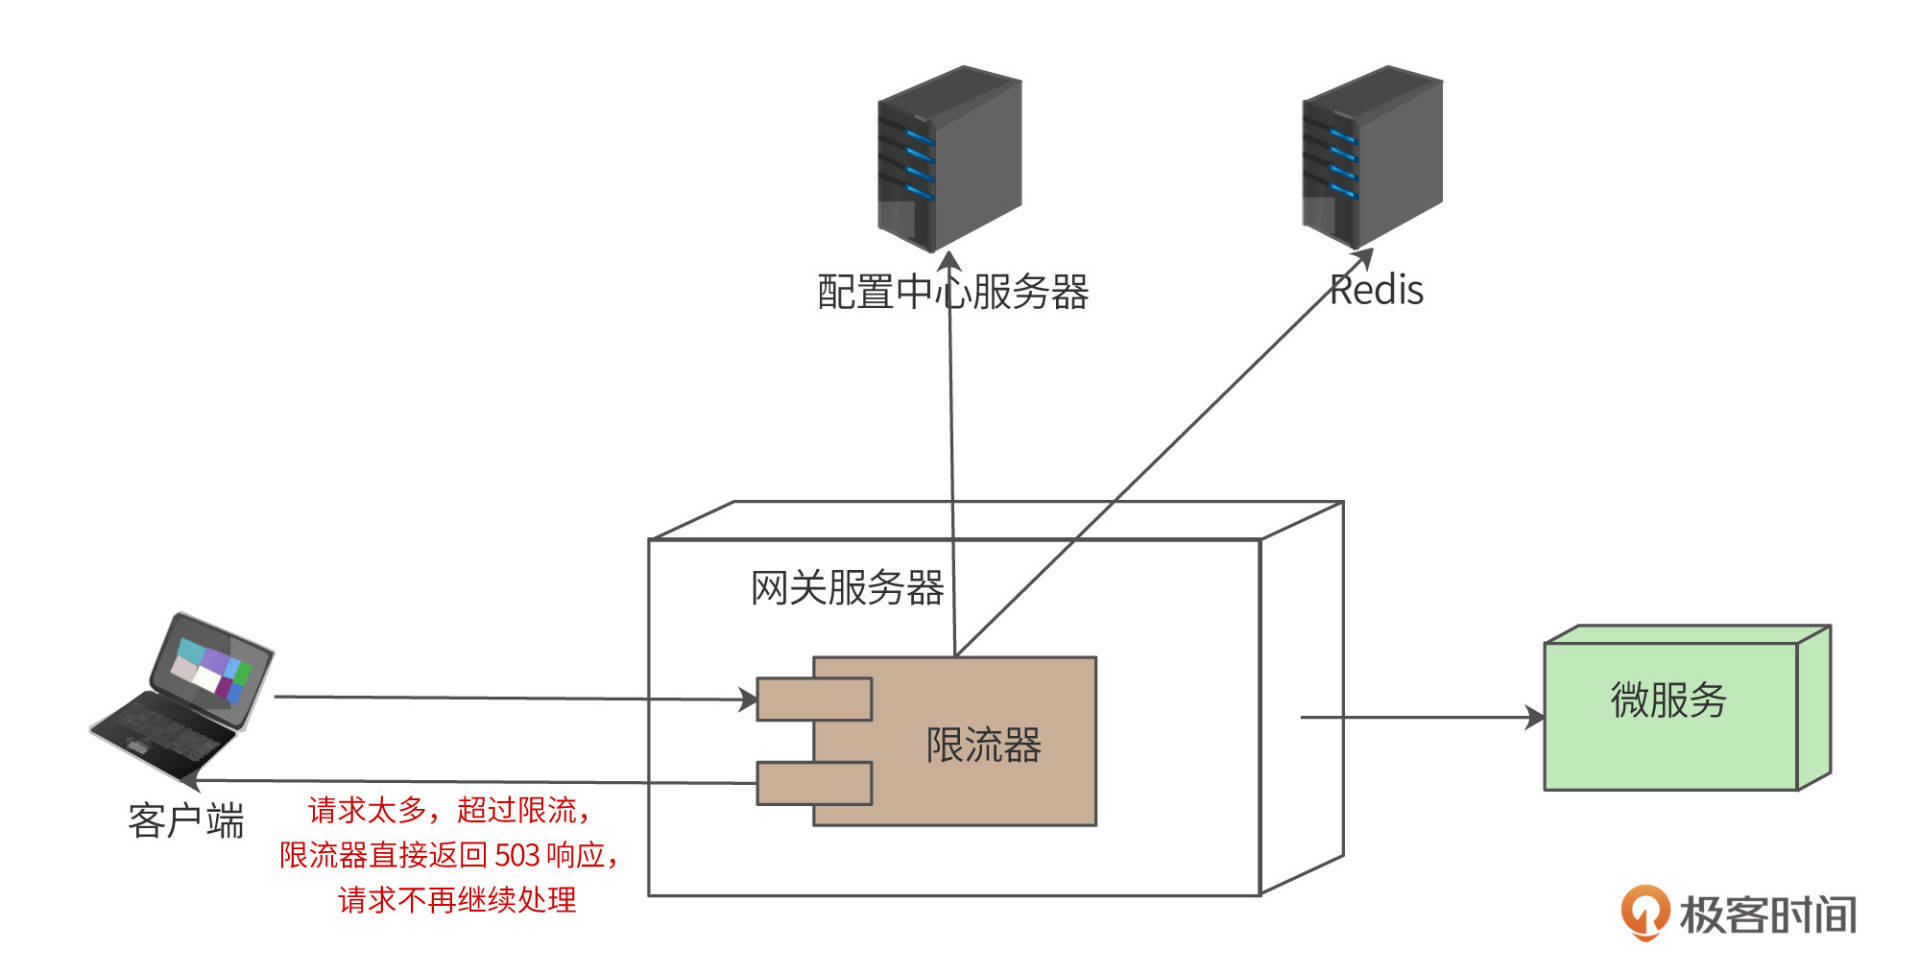 配置中心服务器
Redis
网关服务器
限流器
微服务
客户端
请求太多，超过限流，
限流器直接返回 503 响应，
请求不再继续处理
极客时间